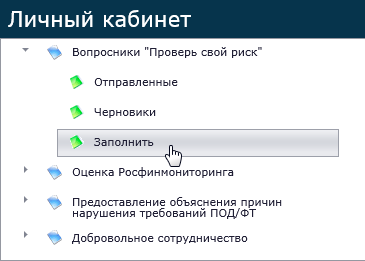 Личный кабинет
Вопросники "Проверь свой риск"
Отправленные
Черновики
Заполнить
Оценка Росфинмониторинга
Предоставление объяснения причин
нарушения требований ПОД/ФТ
Добровольное сотрудничество